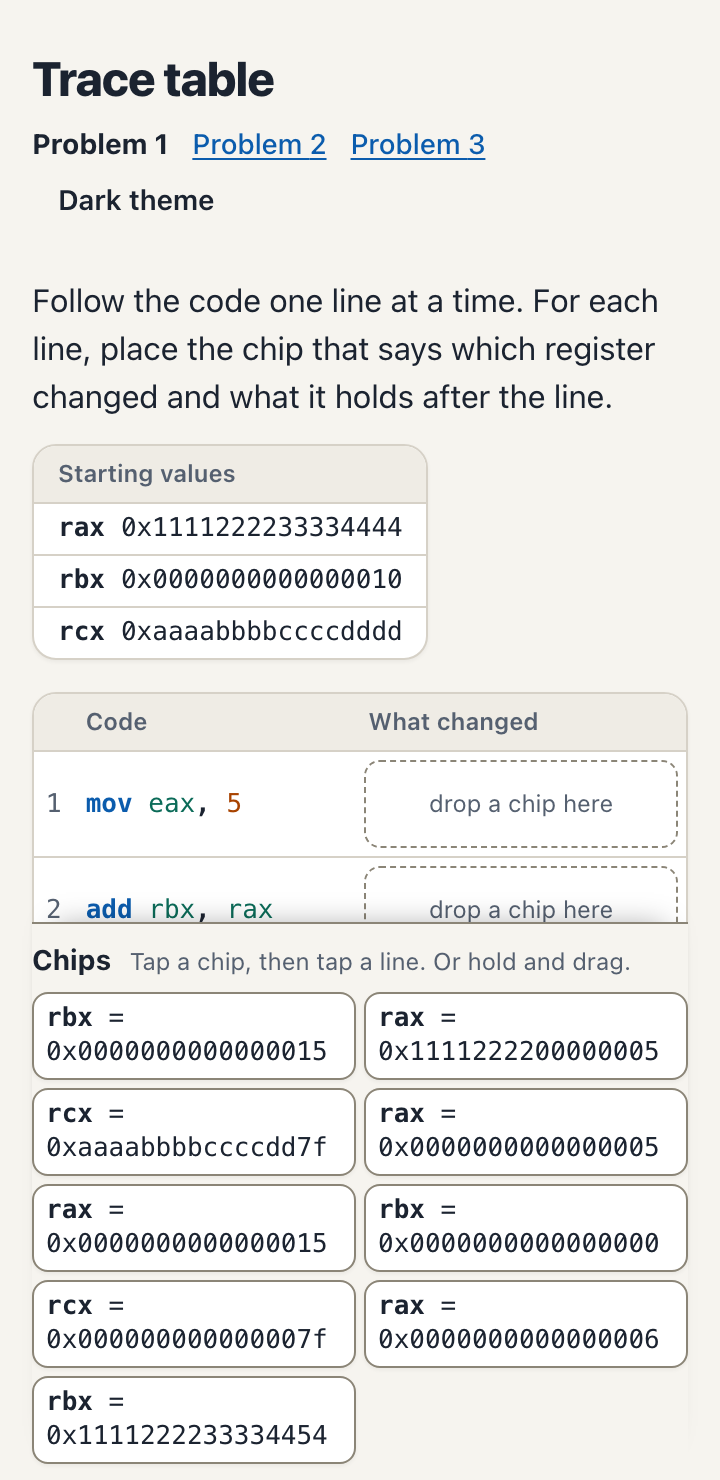 Trace table
Problem 1 Problem 2 Problem 3
Dark theme
Follow the code one line at a time. For each
line, place the chip that says which register
changed and what it holds after the line.
Starting values
rax 0x1111222233334444
rbx 0x0000000000000010
rcx 0xaaaabbbbccccdddd
Code What changed
1 mov eax, 5 drop a chip here
2 add rbx, rax drop a chip here
Chips Tap a chip, then tap a line. Or hold and drag.
rbx =
0x0000000000000015
rax =
0x1111222200000005
rcx =
0xaaaabbbbccccdd7f
rax =
0x0000000000000005
rax =
0x0000000000000015
rbx =
0x0000000000000000
rcx =
0x000000000000007f
rax =
0x0000000000000006
rbx =
0x1111222233334454